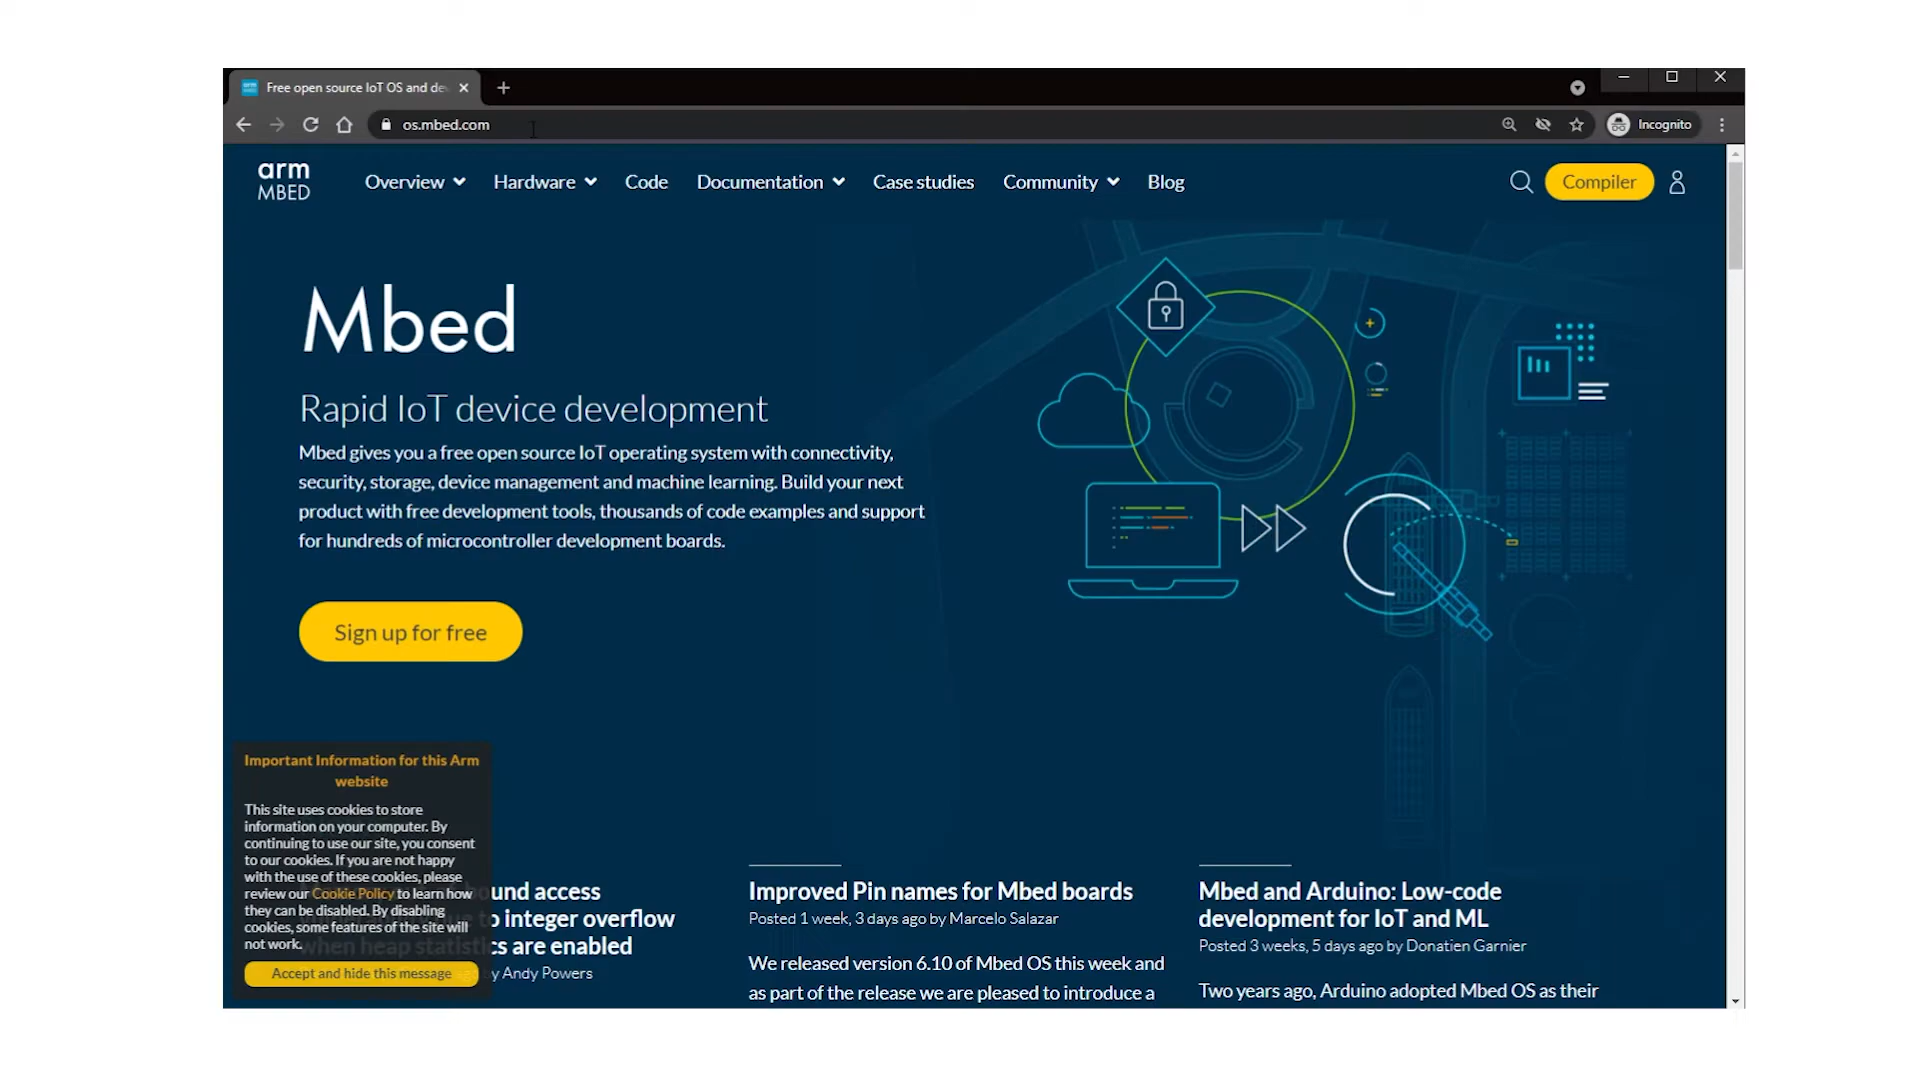 Free open source IoT OS and de
os.mbed.com
Incognito
arm
MBED
Overview
Hardware
Code
Documentation
Case studies
Community
Blog
Compiler
Mbed
Rapid IoT device development
Mbed gives you a free open source IoT operating system with connectivity,
security, storage, device management and machine learning. Build your next
product with free development tools, thousands of code examples and support
for hundreds of microcontroller development boards.
Sign up for free
Important Information for this Arm
website
This site uses cookies to store
information on your computer. By
continuing to use our site, you consent
to our cookies. If you are not happy
with the use of these cookies, please
review our Cookie Policy to learn how
they can be disabled. By disabling
cookies, some features of the site will
not work.
Accept and hide this message
ound access
o integer overflow
when heap statistics are enabled
by Andy Powers
Improved Pin names for Mbed boards
Posted 1 week, 3 days ago by Marcelo Salazar
We released version 6.10 of Mbed OS this week and
as part of the release we are pleased to introduce a
Mbed and Arduino: Low-code
development for IoT and ML
Posted 3 weeks, 5 days ago by Donatien Garnier
Two years ago, Arduino adopted Mbed OS as their